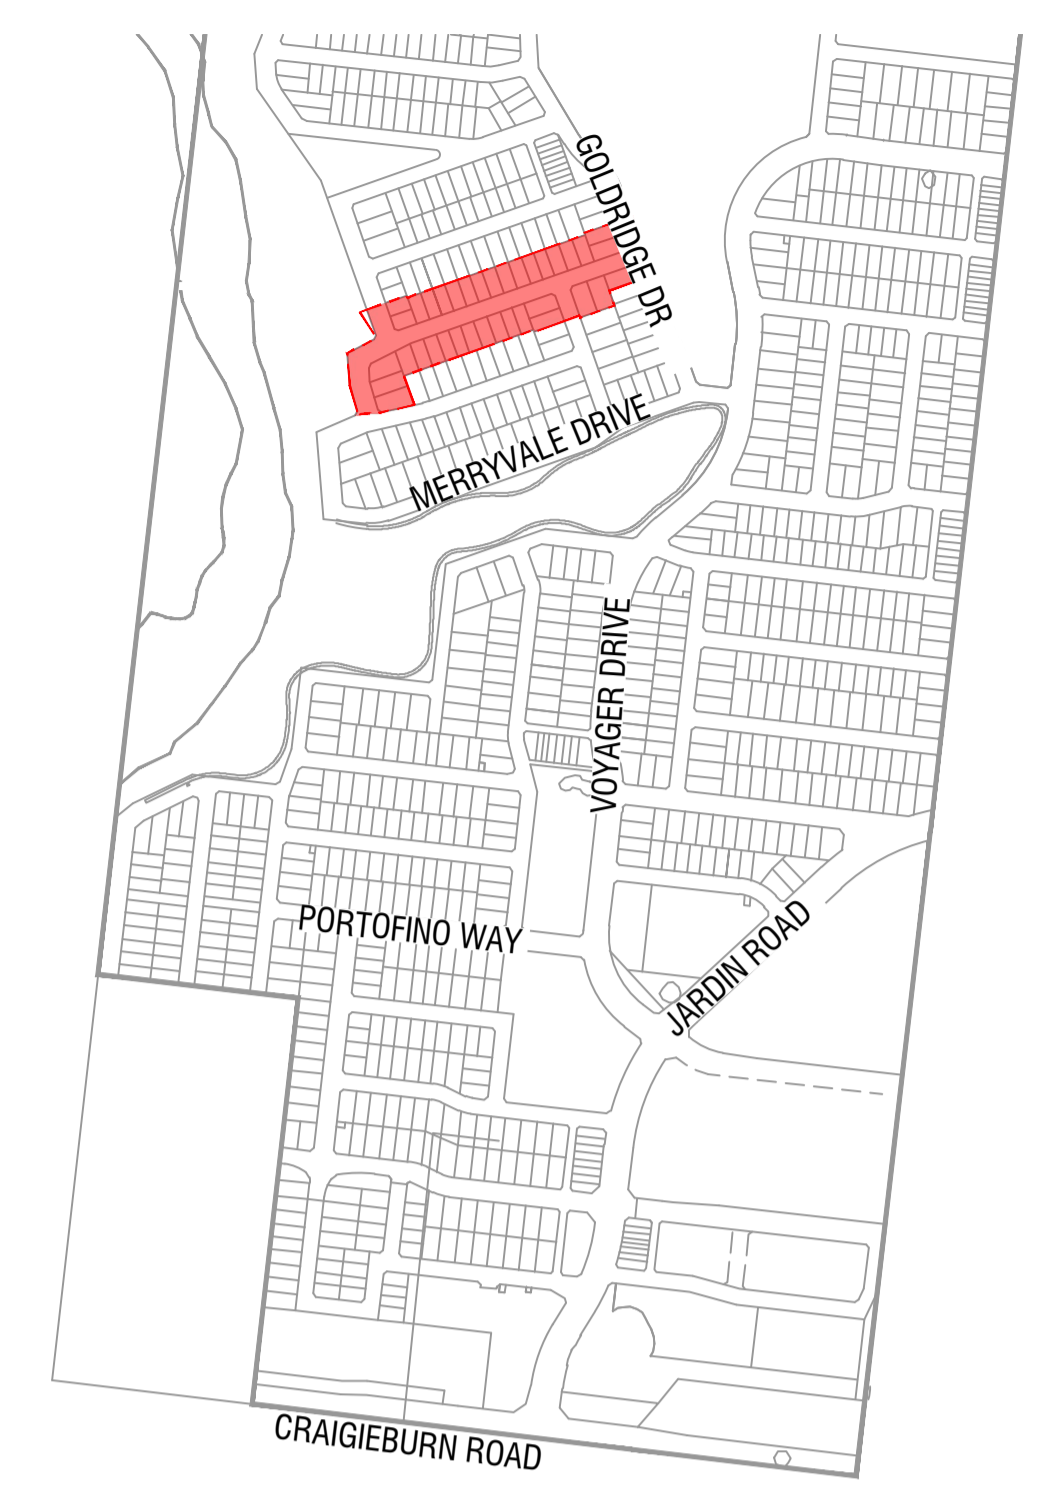 GOLDRIDGE DR
MERRYVALE DRIVE
VOYAGER DRIVE
PORTOFINO WAY
JARDIN ROAD
CRAIGIEBURN ROAD